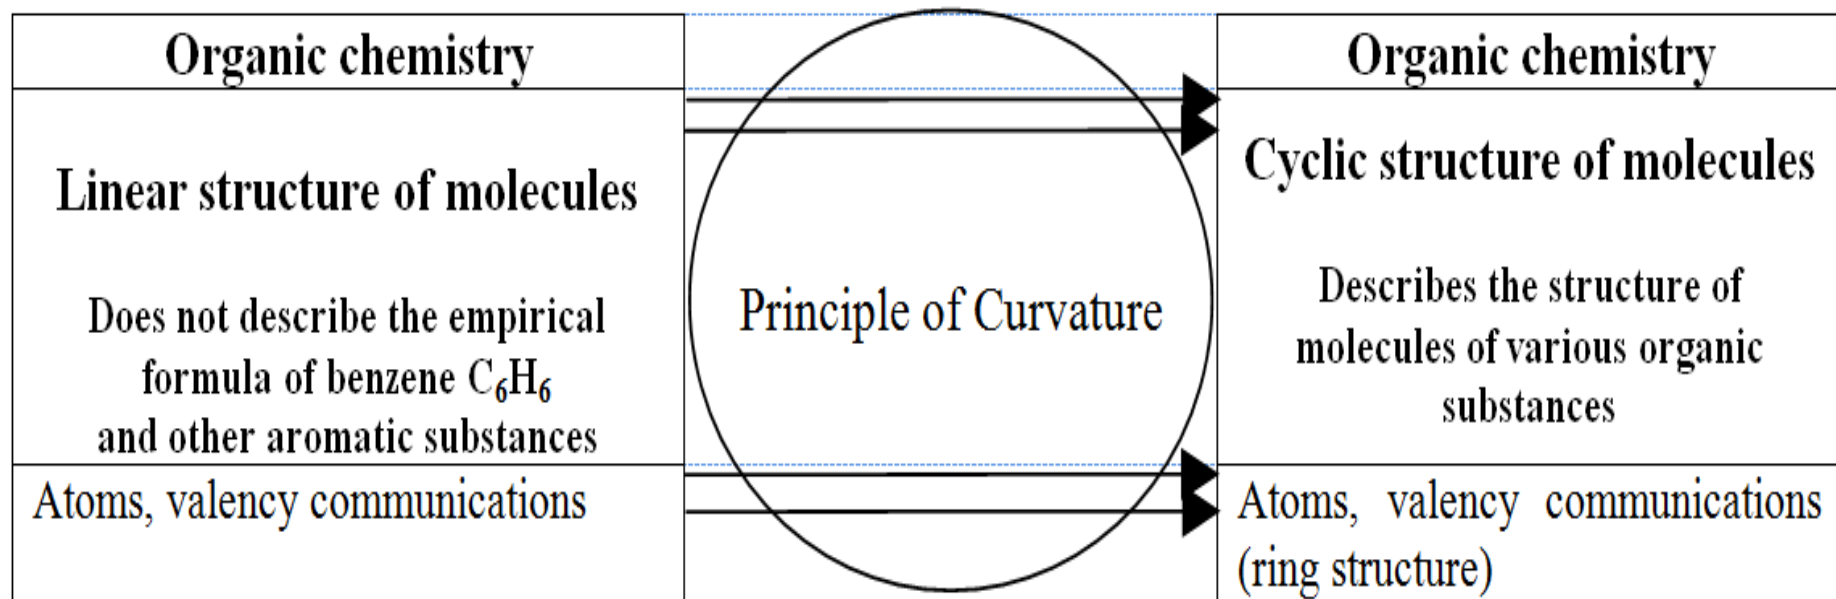 Organic chemistry
Linear structure of molecules
Does not describe the empirical
formula of benzene C₆H₆
and other aromatic substances
Atoms, valency communications
Principle of Curvature
Organic chemistry
Cyclic structure of molecules
Describes the structure of
molecules of various organic
substances
Atoms, valency communications
(ring structure)